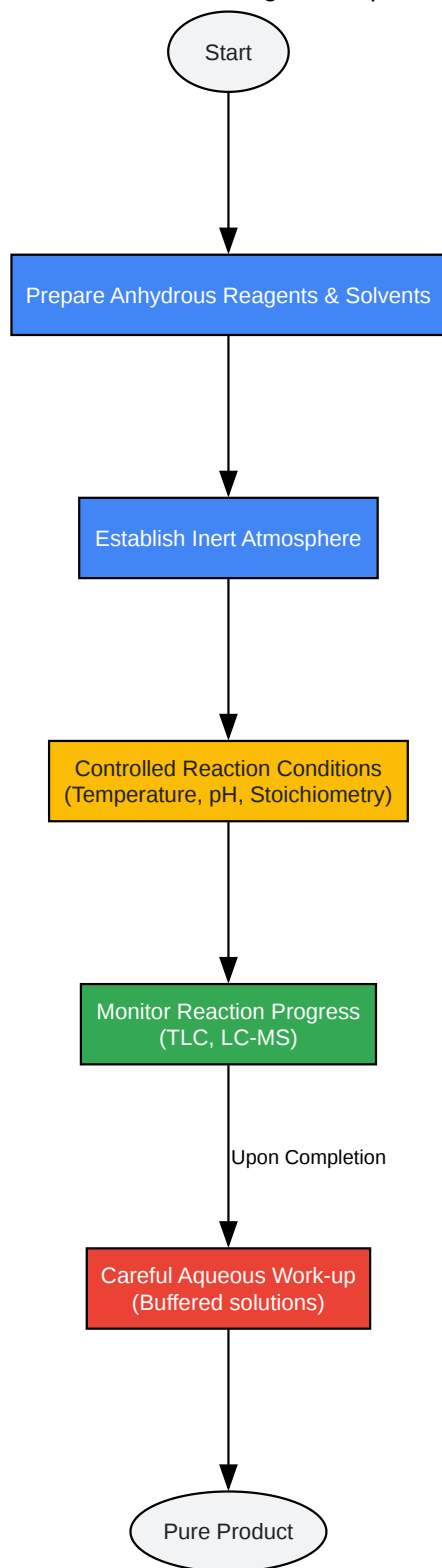 Start
Prepare Anhydrous Reagents & Solvents
Establish Inert Atmosphere
Controlled Reaction Conditions
(Temperature, pH, Stoichiometry)
Monitor Reaction Progress
(TLC, LC-MS)
Upon Completion
Careful Aqueous Work-up
(Buffered solutions)
Pure Product